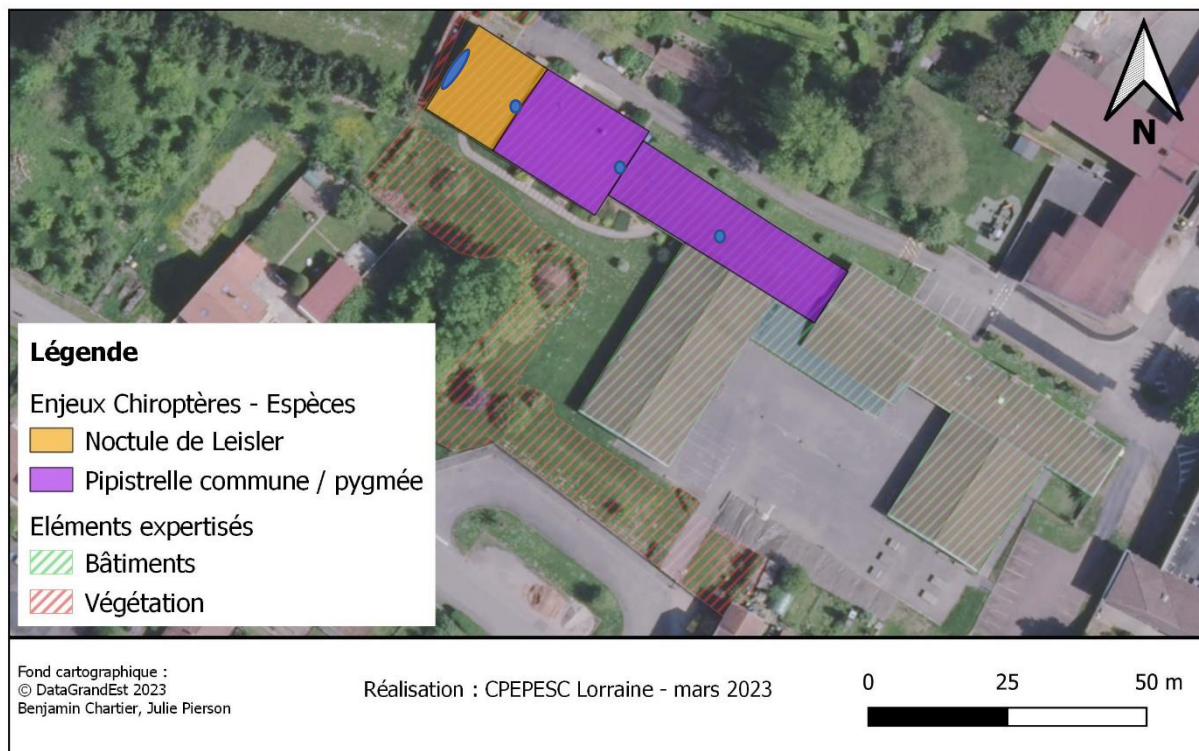 N
Légende
Enjeux Chiroptères - Espèces
Noctule de Leisler
Pipistrelle commune / pygmée
Eléments expertisés
Bâtiments
Végétation
Fond cartographique :
© DataGrandEst 2023
Benjamin Chartier, Julie Pierson
Réalisation : CPEPESC Lorraine - mars 2023
0 25 50 m